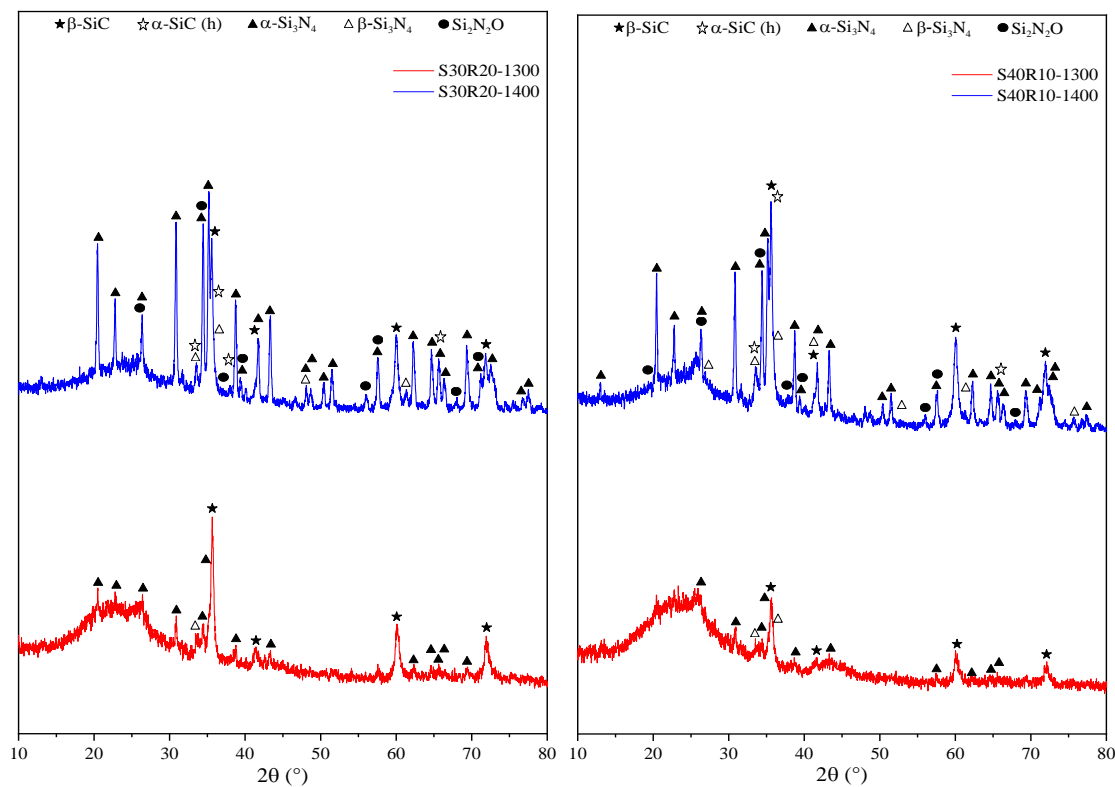 ★β-SiC ☆α-SiC (h) ▲α-Si₃N₄ △β-Si₃N₄ ●Si₂N₂O
S30R20-1300
S30R20-1400
10 20 30 40 50 60 70 80
2θ (°)
★β-SiC ☆α-SiC (h) ▲α-Si₃N₄ △β-Si₃N₄ ●Si₂N₂O
S40R10-1300
S40R10-1400
10 20 30 40 50 60 70 80
2θ (°)